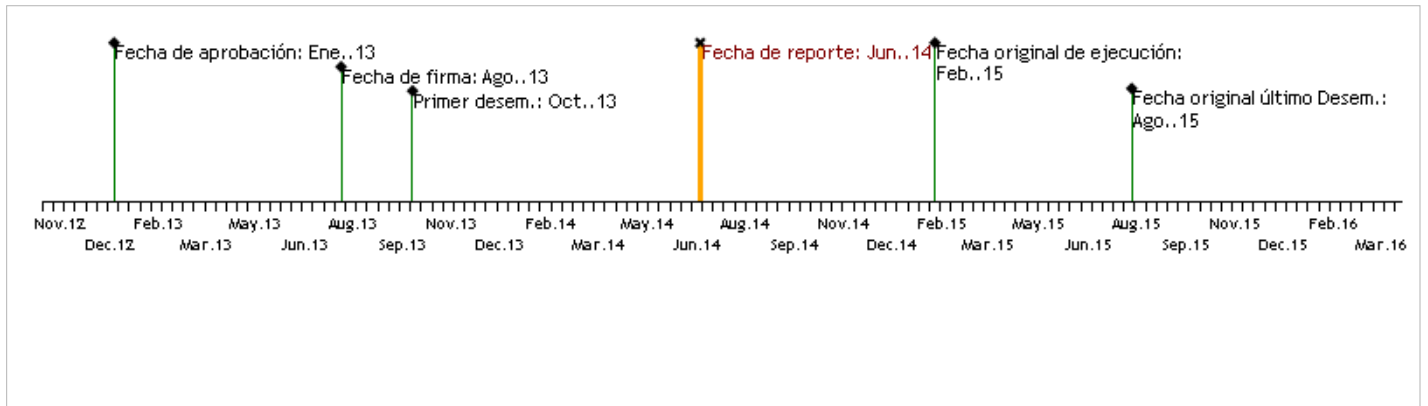 Fecha de aprobación: Ene..13
Fecha de firma: Ago..13
Primer desem.: Oct..13
Fecha de reporte: Jun..14
Fecha original de ejecución:
Feb..15
Fecha original último Desem.:
Ago..15
Nov.12 Feb.13 May.13 Aug.13 Nov.13 Feb.14 May.14 Aug.14 Nov.14 Feb.15 May.15 Aug.15 Nov.15 Feb.16
Dec.12 Mar.13 Jun.13 Sep.13 Dec.13 Mar.14 Jun.14 Sep.14 Dec.14 Mar.15 Jun.15 Sep.15 Dec.15 Mar.16